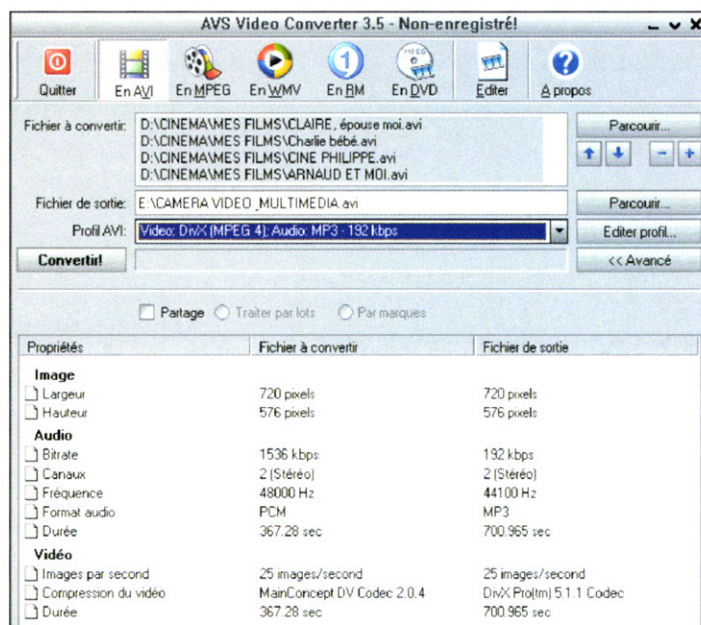 AVS Video Converter 3.5 - Non-enregistré!
Quitter En AVI En MPEG En WMV En RM En DVD Editer A propos
Fichier à convertir: D:\CINEMA\MES FILMS\CLAIRE, épouse moi.avi Parcourir...
D:\CINEMA\MES FILMS\Charlie bébé.avi
D:\CINEMA\MES FILMS\CINE PHILIPPE.avi
D:\CINEMA\MES FILMS\ARNAUD ET MOI.avi
Fichier de sortie: E:\CAMERA VIDEO_MULTIMEDIA.avi Parcourir...
Profil AVI: Video: DivX (MPEG 4); Audio: MP3 - 192 kbps Editer profil...
Convertir! << Avancé
Partage Traiter par lots Par marques
Propriétés Fichier à convertir Fichier de sortie
Image
Largeur 720 pixels 720 pixels
Hauteur 576 pixels 576 pixels
Audio
Bitrate 1536 kbps 192 kbps
Canaux 2 (Stéréo) 2 (Stéréo)
Fréquence 48000 Hz 44100 Hz
Format audio PCM MP3
Durée 367.28 sec 700.965 sec
Vidéo
Images par second 25 images/second 25 images/second
Compression du vidéo MainConcept DV Codec 2.0.4 DivX Pro(tm) 5.1.1 Codec
Durée 367.28 sec 700.965 sec